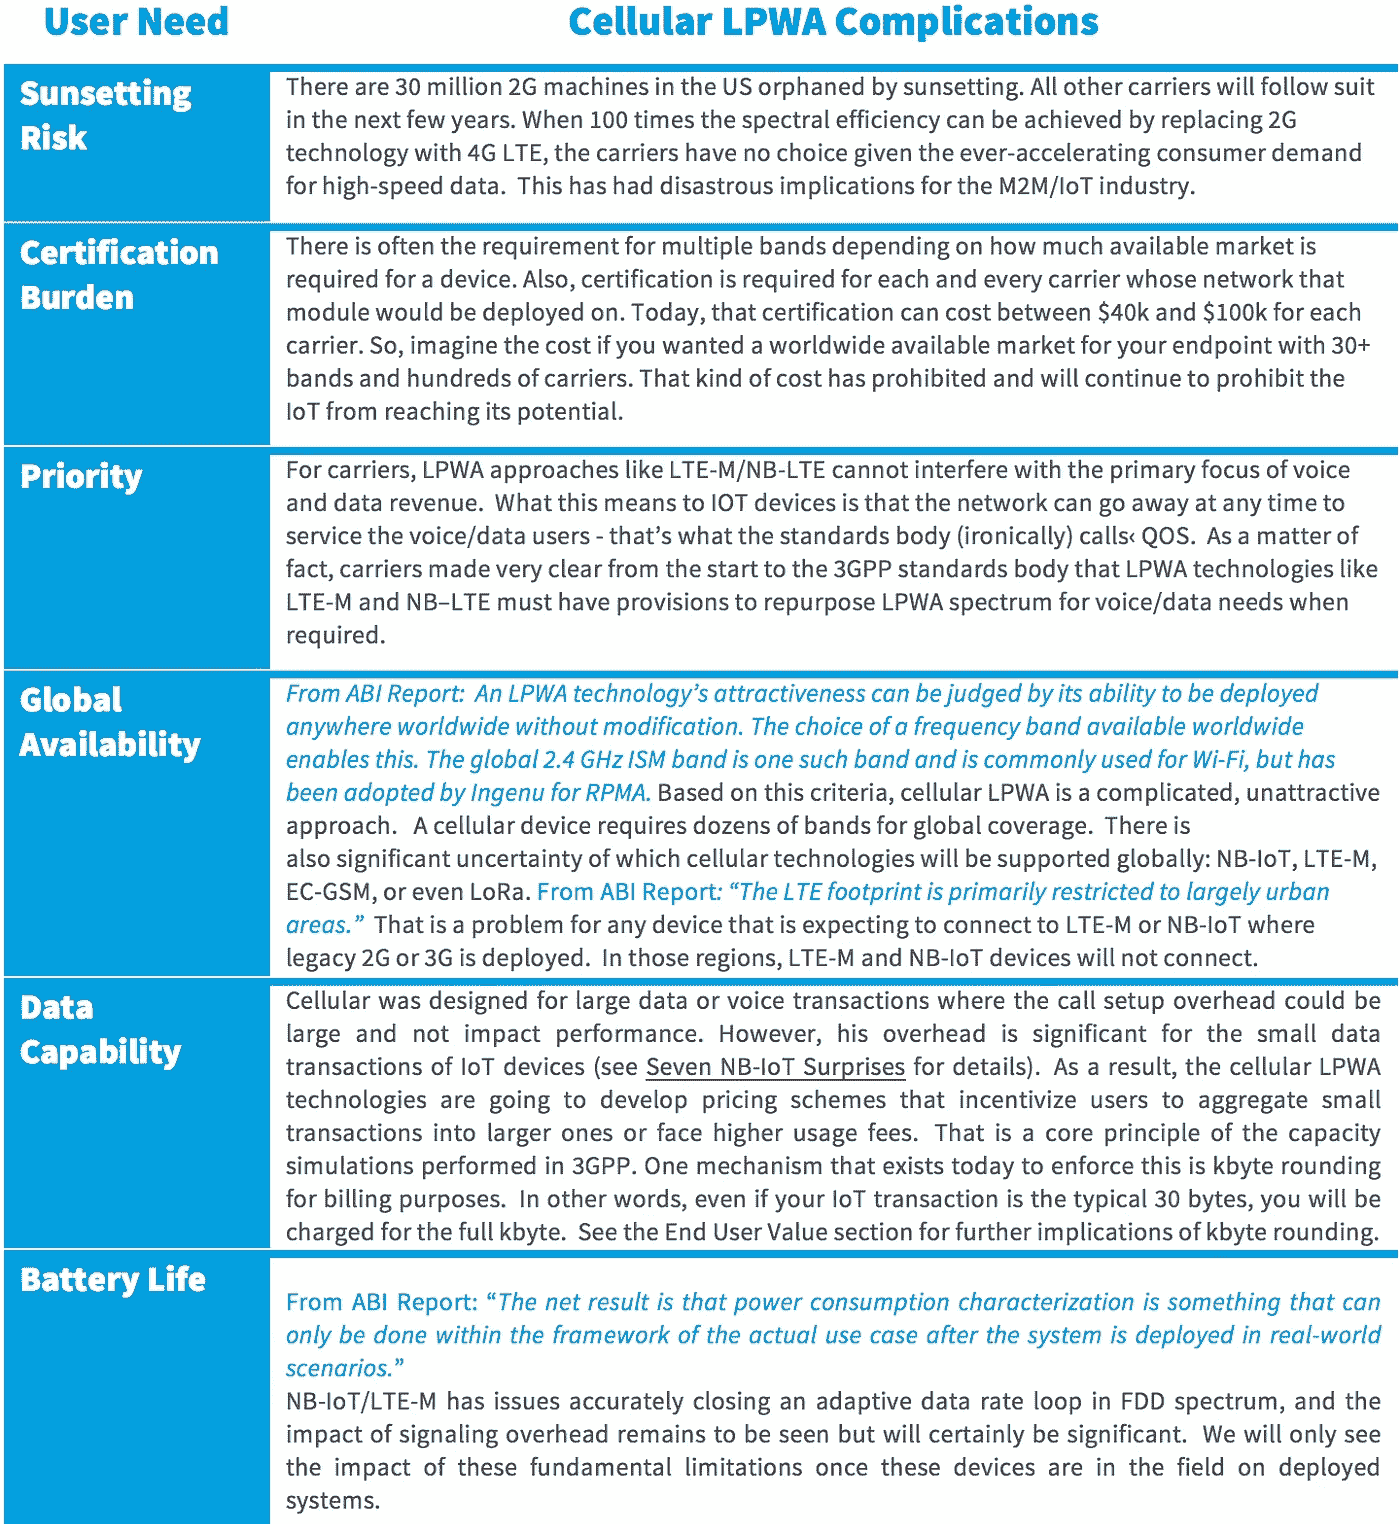 User Need
Cellular LPWA Complications
Sunsetting
Risk
There are 30 million 2G machines in the US orphaned by sunsetting. All other carriers will follow suit
in the next few years. When 100 times the spectral efficiency can be achieved by replacing 2G
technology with 4G LTE, the carriers have no choice given the ever-accelerating consumer demand
for high-speed data. This has had disastrous implications for the M2M/IoT industry.
Certification
Burden
There is often the requirement for multiple bands depending on how much available market is
required for a device. Also, certification is required for each and every carrier whose network that
module would be deployed on. Today, that certification can cost between $40k and $100k for each
carrier. So, imagine the cost if you wanted a worldwide available market for your endpoint with 30+
bands and hundreds of carriers. That kind of cost has prohibited and will continue to prohibit the
IoT from reaching its potential.
Priority
For carriers, LPWA approaches like LTE-M/NB-LTE cannot interfere with the primary focus of voice
and data revenue. What this means to IOT devices is that the network can go away at any time to
service the voice/data users - that's what the standards body (ironically) calls‹ QOS. As a matter of
fact, carriers made very clear from the start to the 3GPP standards body that LPWA technologies like
LTE-M and NB–LTE must have provisions to repurpose LPWA spectrum for voice/data needs when
required.
Global
Availability
From ABI Report: An LPWA technology's attractiveness can be judged by its ability to be deployed
anywhere worldwide without modification. The choice of a frequency band available worldwide
enables this. The global 2.4 GHz ISM band is one such band and is commonly used for Wi-Fi, but has
been adopted by Ingenu for RPMA. Based on this criteria, cellular LPWA is a complicated, unattractive
approach. A cellular device requires dozens of bands for global coverage. There is
also significant uncertainty of which cellular technologies will be supported globally: NB-IoT, LTE-M,
EC-GSM, or even LoRa. From ABI Report: “The LTE footprint is primarily restricted to largely urban
areas.” That is a problem for any device that is expecting to connect to LTE-M or NB-IoT where
legacy 2G or 3G is deployed. In those regions, LTE-M and NB-IoT devices will not connect.
Data
Capability
Cellular was designed for large data or voice transactions where the call setup overhead could be
large and not impact performance. However, his overhead is significant for the small data
transactions of IoT devices (see Seven NB-IoT Surprises for details). As a result, the cellular LPWA
technologies are going to develop pricing schemes that incentivize users to aggregate small
transactions into larger ones or face higher usage fees. That is a core principle of the capacity
simulations performed in 3GPP. One mechanism that exists today to enforce this is kbyte rounding
for billing purposes. In other words, even if your IoT transaction is the typical 30 bytes, you will be
charged for the full kbyte. See the End User Value section for further implications of kbyte rounding.
Battery Life
From ABI Report: “The net result is that power consumption characterization is something that can
only be done within the framework of the actual use case after the system is deployed in real-world
scenarios.”
NB-IoT/LTE-M has issues accurately closing an adaptive data rate loop in FDD spectrum, and the
impact of signaling overhead remains to be seen but will certainly be significant. We will only see
the impact of these fundamental limitations once these devices are in the field on deployed
systems.